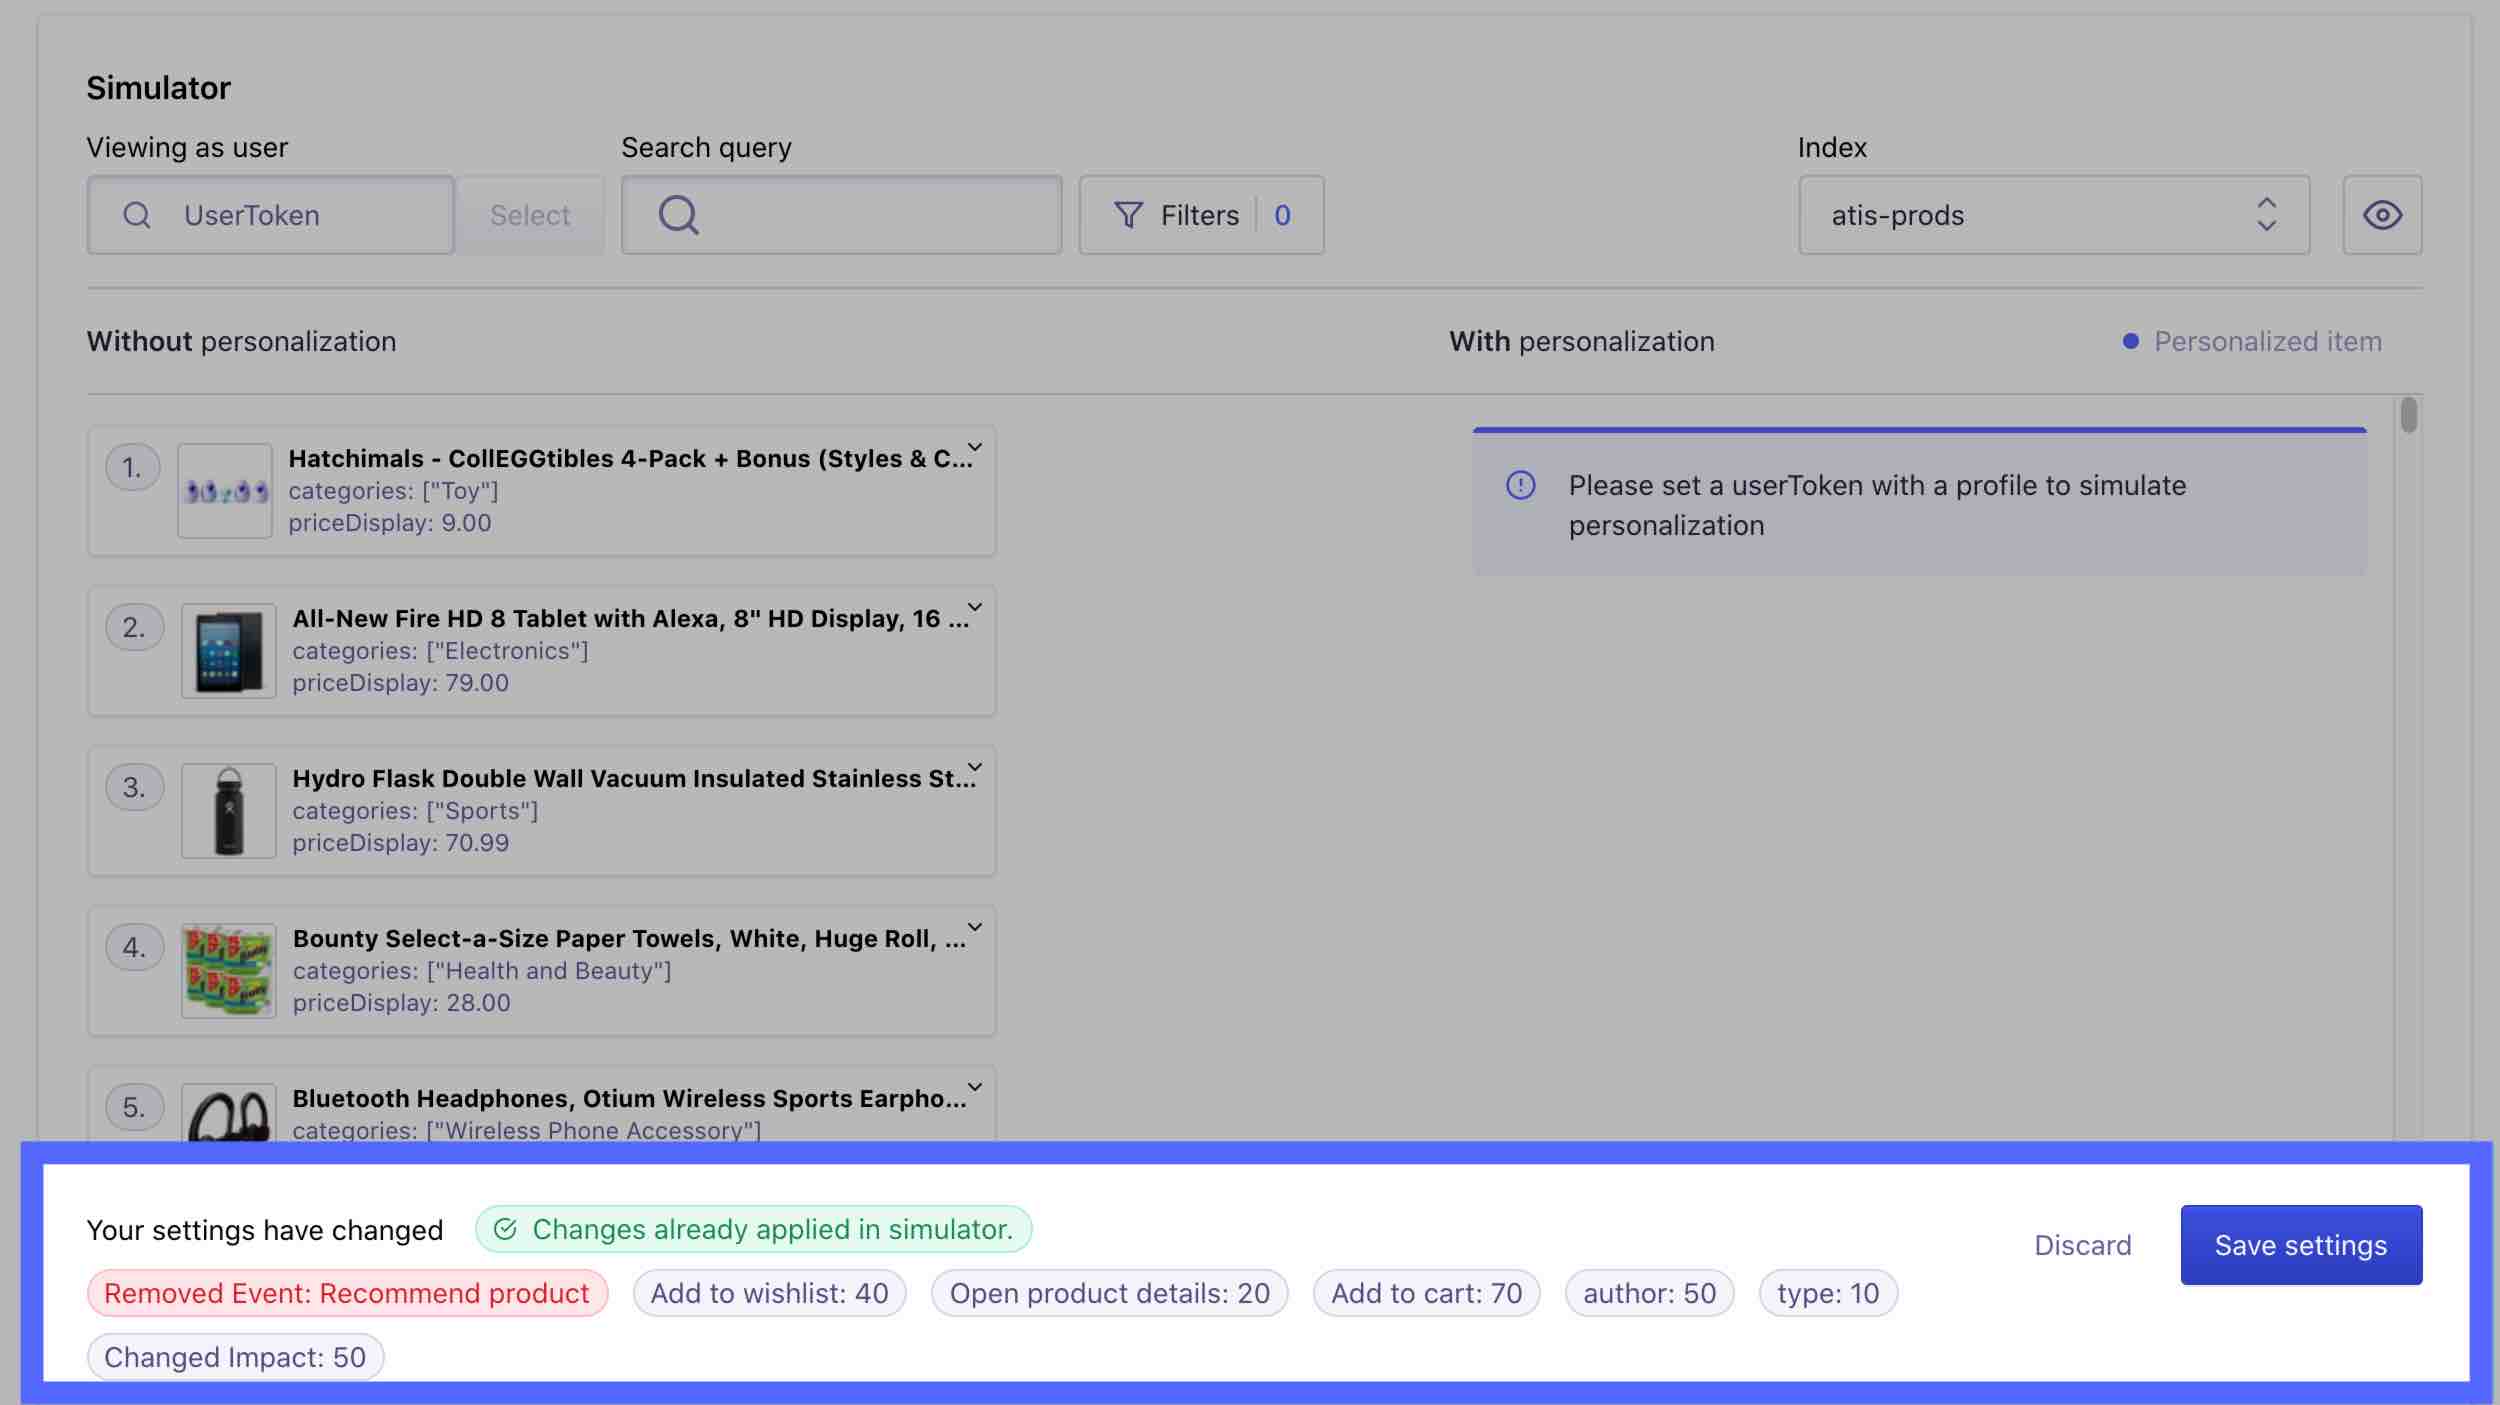 Simulator
Viewing as user
Search query
Index
UserToken
Select
Filters 0
atis-prods
Without personalization
With personalization
Personalized item
1.
Hatchimals - CollEGGtibles 4-Pack + Bonus (Styles & C...
categories: ["Toy"]
priceDisplay: 9.00
Please set a userToken with a profile to simulate
personalization
2.
All-New Fire HD 8 Tablet with Alexa, 8" HD Display, 16 ...
categories: ["Electronics"]
priceDisplay: 79.00
3.
Hydro Flask Double Wall Vacuum Insulated Stainless St...
categories: ["Sports"]
priceDisplay: 70.99
4.
Bounty Select-a-Size Paper Towels, White, Huge Roll, ...
categories: ["Health and Beauty"]
priceDisplay: 28.00
5.
Bluetooth Headphones, Otium Wireless Sports Earpho...
categories: ["Wireless Phone Accessory"]
Your settings have changed
Changes already applied in simulator.
Discard
Save settings
Removed Event: Recommend product
Add to wishlist: 40
Open product details: 20
Add to cart: 70
author: 50
type: 10
Changed Impact: 50